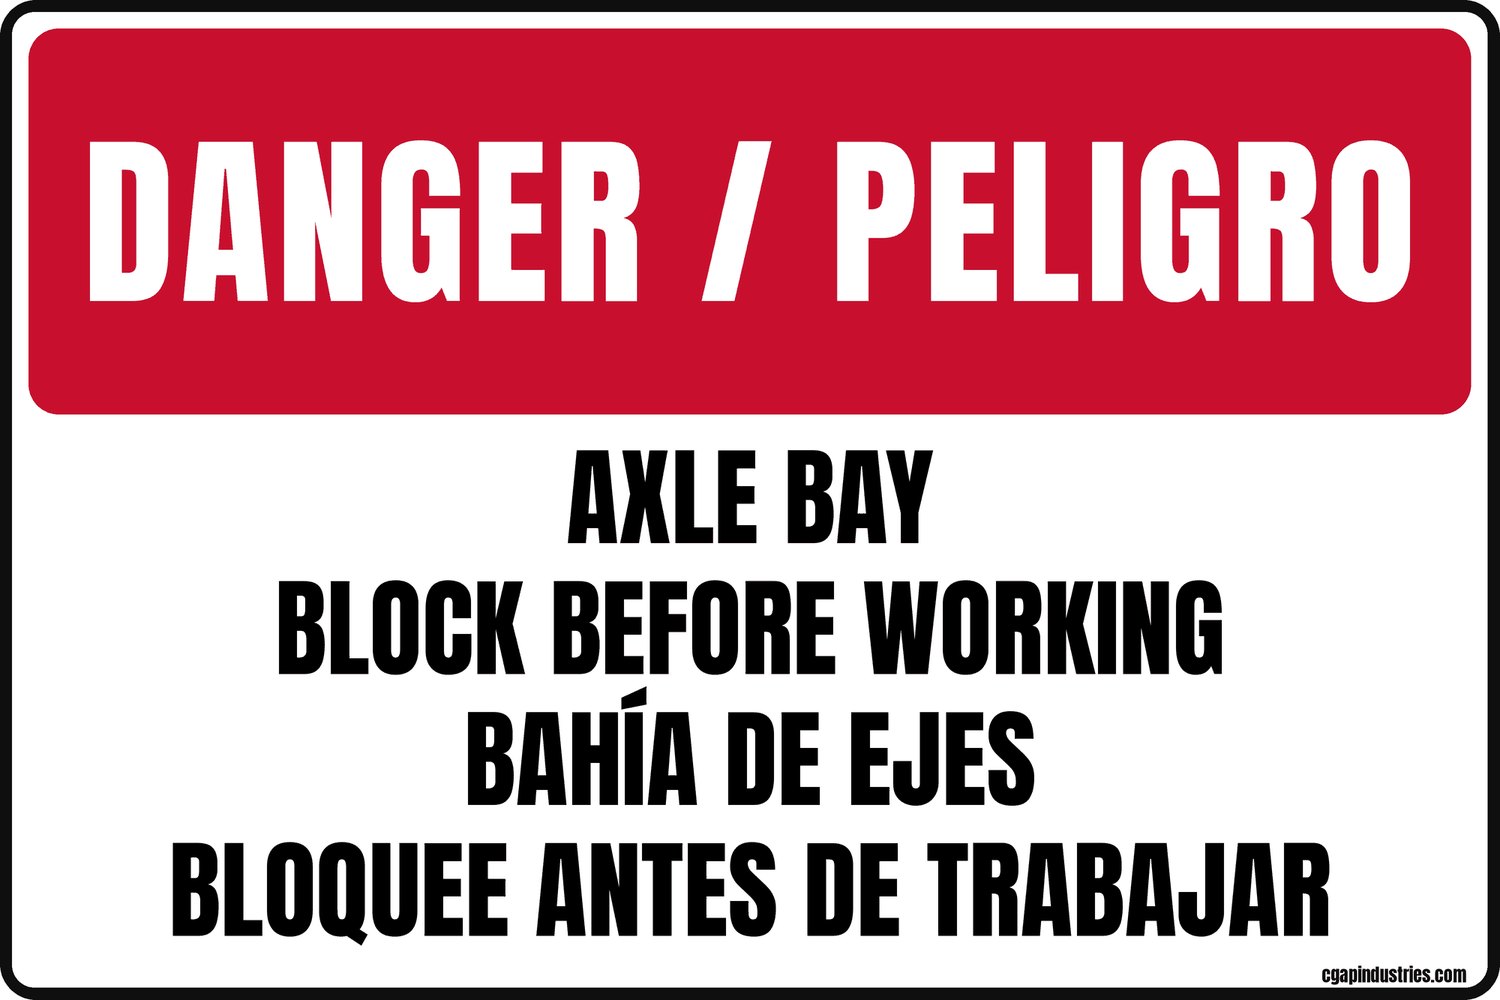 DANGER / PELIGRO
AXLE BAY
BLOCK BEFORE WORKING
BAHÍA DE EJES
BLOQUEE ANTES DE TRABAJAR
cgapindustries.com